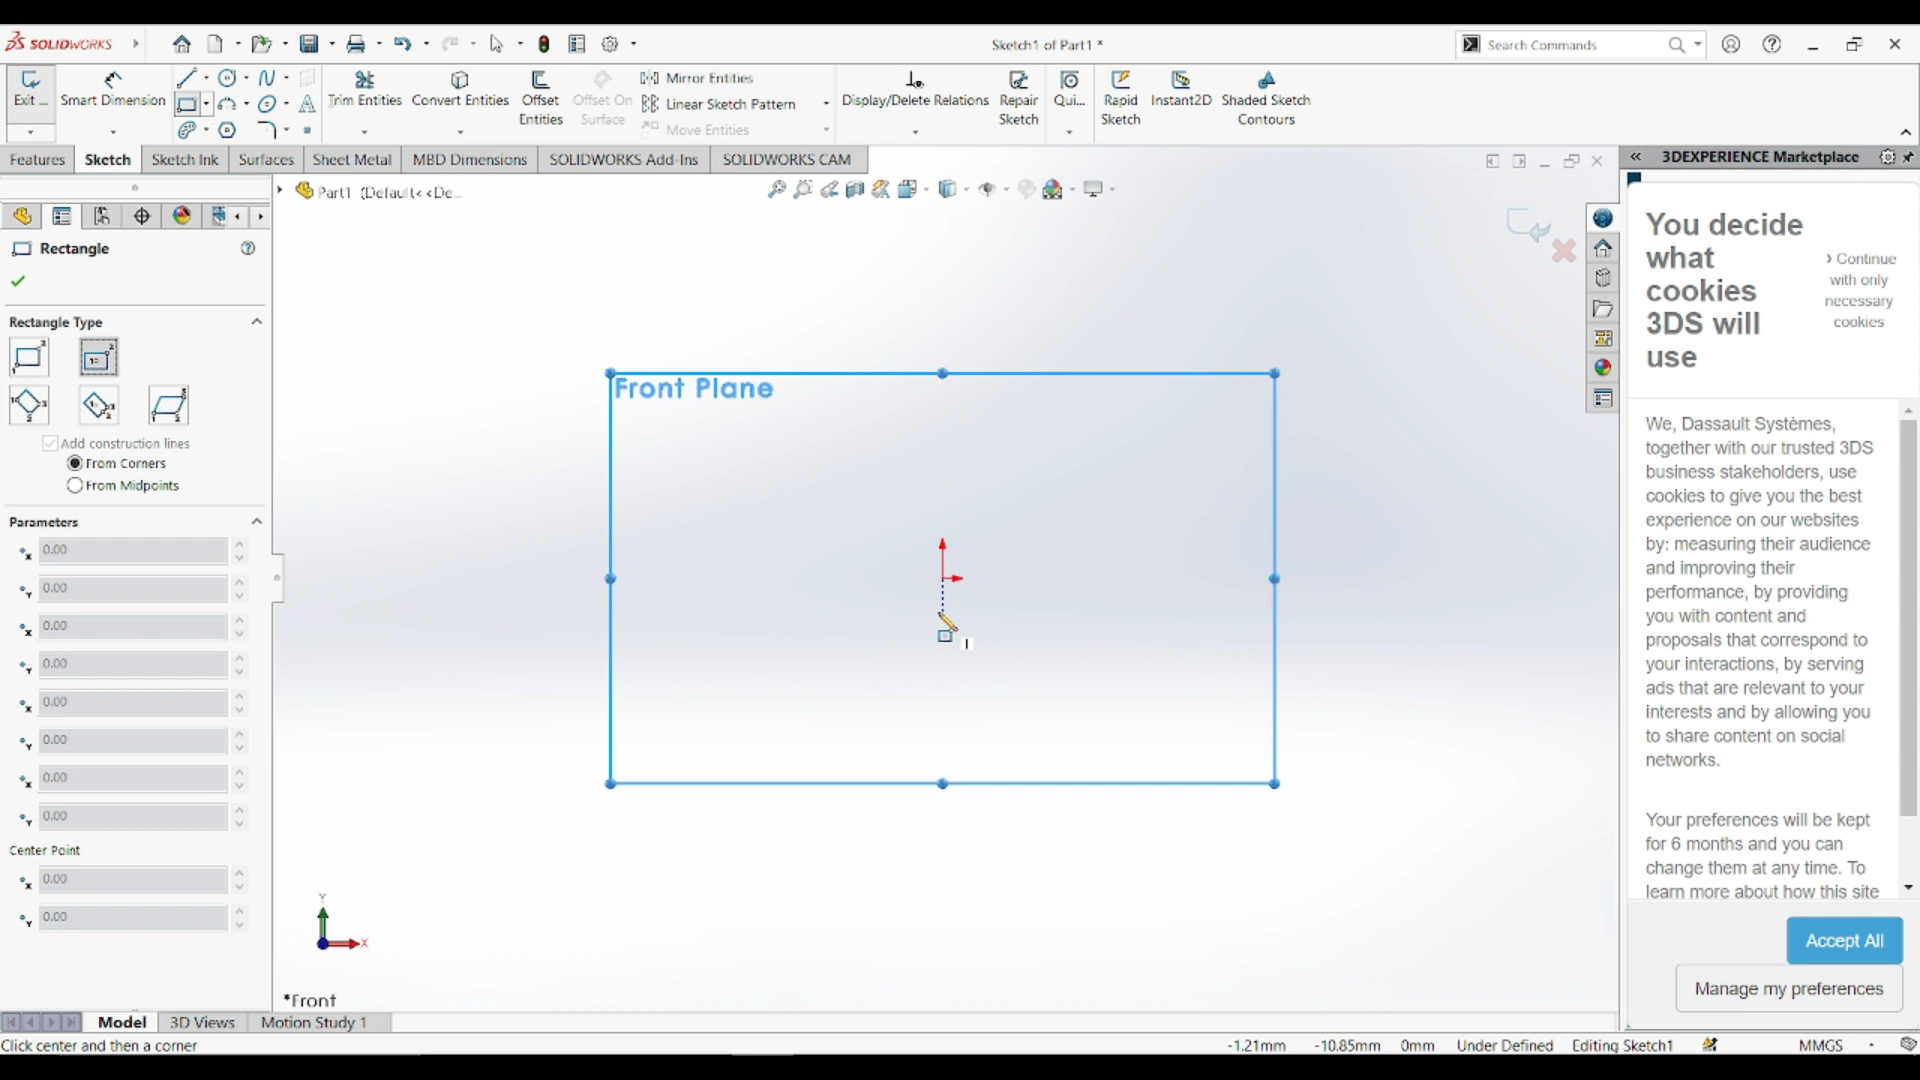 SOLIDWORKS
Sketch1 of Part1 *
Search Commands
Exit ...
Smart Dimension
Trim Entities
Convert Entities
Offset
Entities
Offset On
Surface
Mirror Entities
Linear Sketch Pattern
Move Entities
Display/Delete Relations
Repair
Sketch
Qui...
Rapid
Sketch
Instant2D
Shaded Sketch
Contours
Features
Sketch
Sketch Ink
Surfaces
Sheet Metal
MBD Dimensions
SOLIDWORKS Add-Ins
SOLIDWORKS CAM
3DEXPERIENCE Marketplace
Part1 (Default<<De...
Rectangle
Rectangle Type
Add construction lines
From Corners
From Midpoints
Parameters
0.00
0.00
0.00
0.00
0.00
0.00
0.00
0.00
Center Point
0.00
0.00
Front Plane
Y
X
*Front
You decide
what
cookies
3DS will
use
› Continue
with only
necessary
cookies
We, Dassault Systèmes,
together with our trusted 3DS
business stakeholders, use
cookies to give you the best
experience on our websites
by: measuring their audience
and improving their
performance, by providing
you with content and
proposals that correspond to
your interactions, by serving
ads that are relevant to your
interests and by allowing you
to share content on social
networks.
Your preferences will be kept
for 6 months and you can
change them at any time. To
learn more about how this site
Accept All
Manage my preferences
Model
3D Views
Motion Study 1
Click center and then a corner
-1.21mm
-10.85mm
0mm
Under Defined
Editing Sketch1
MMGS